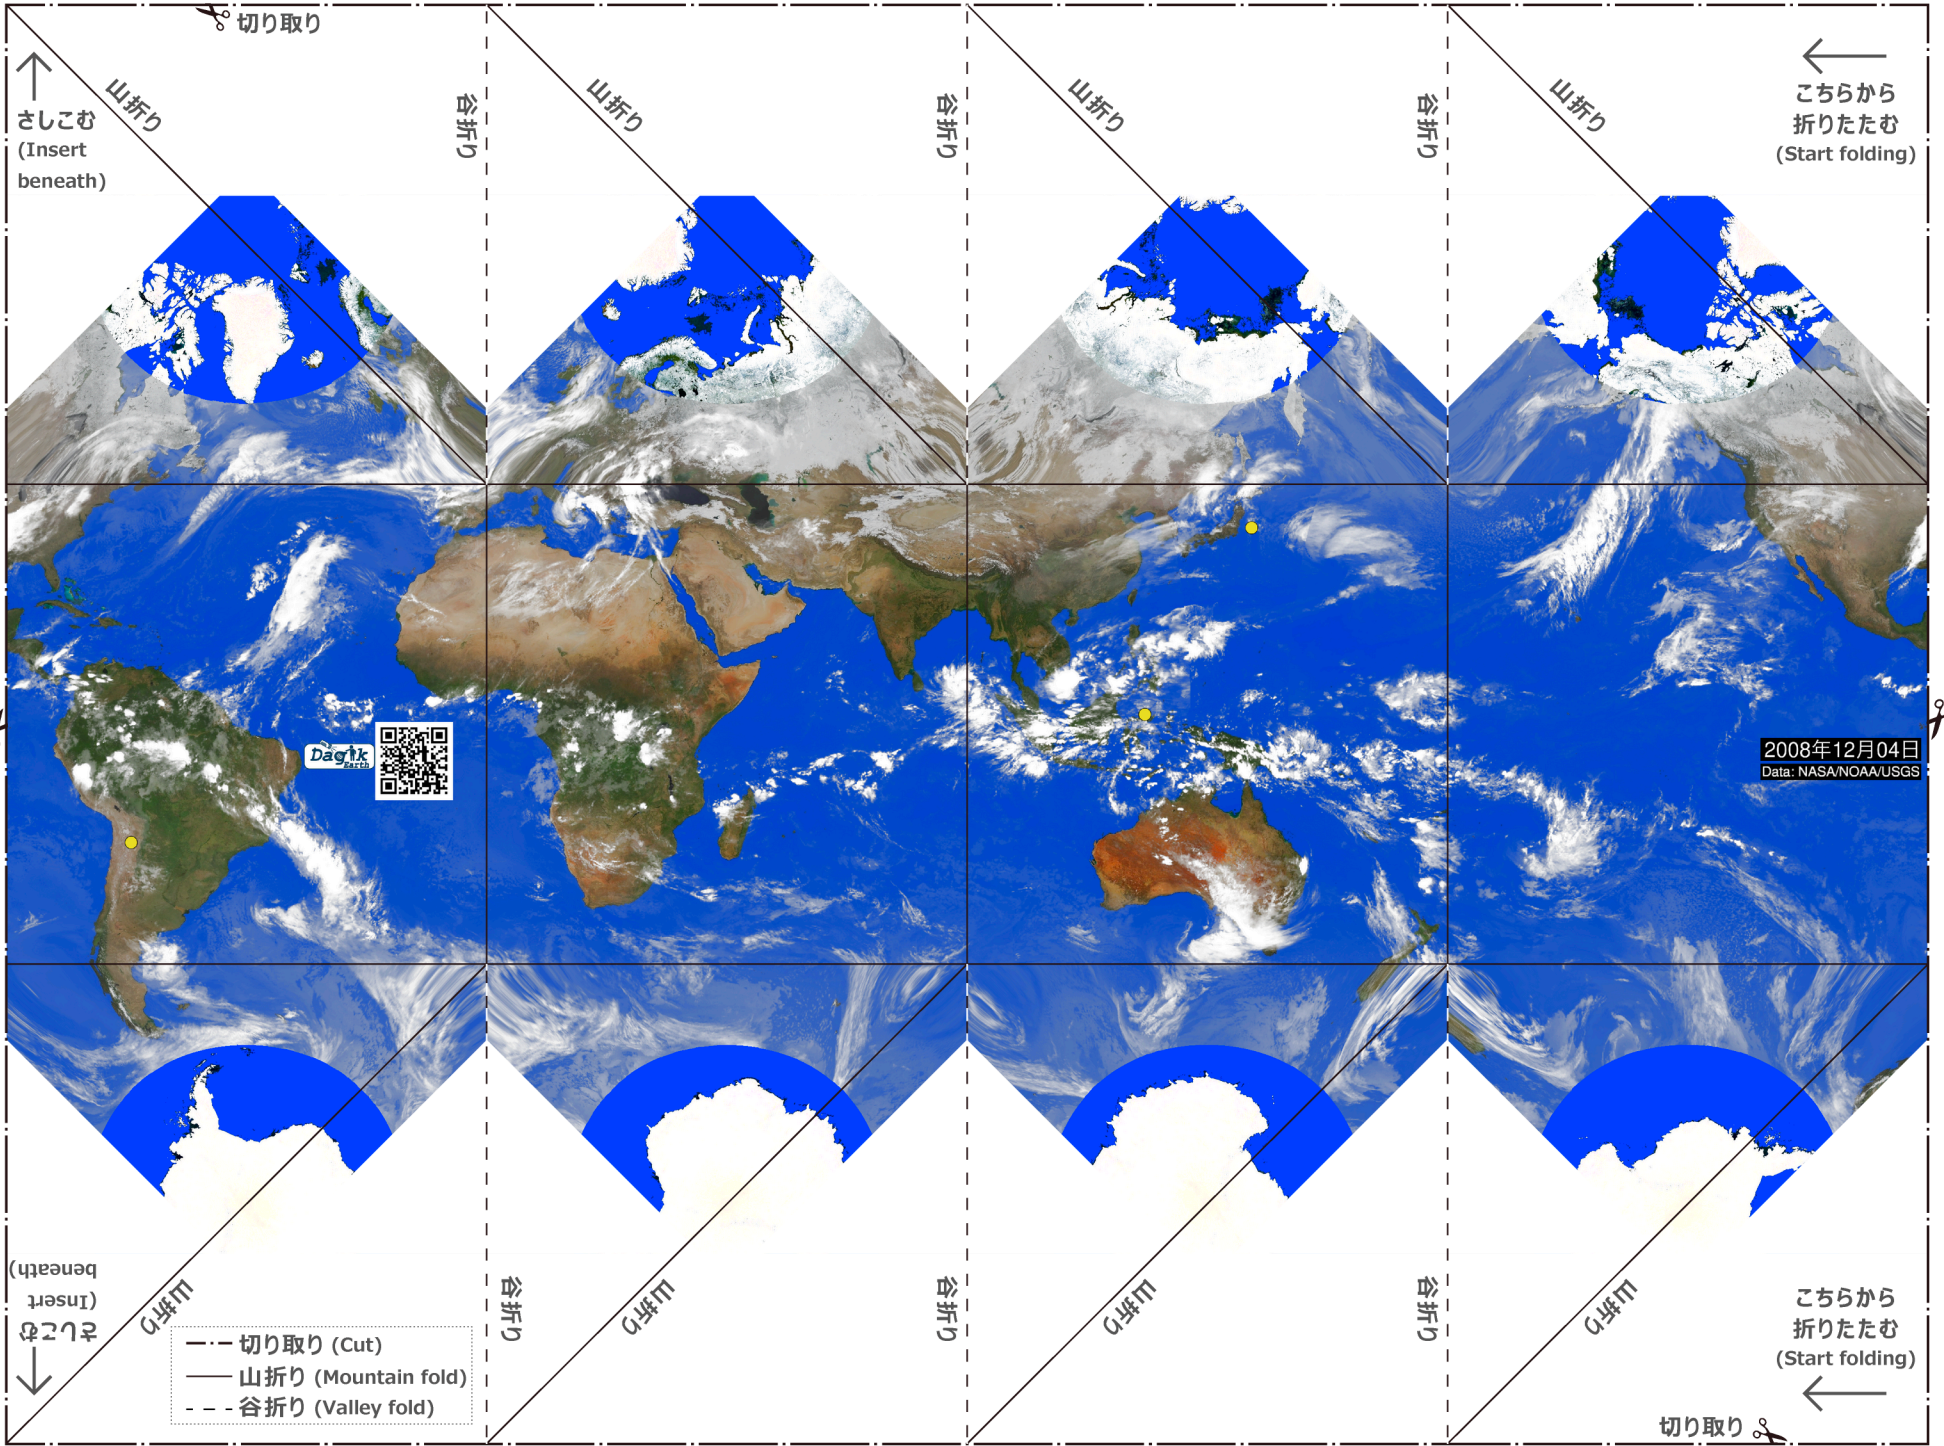 切り取り
山折り
谷折り
山折り
谷折り
山折り
谷折り
山折り
こちらから
折りたたむ
(Start folding)
さしこむ
(Insert
beneath)
Dagik
Earth
2008年12月04日
Data: NASA/NOAA/USGS
さしこむ
(Insert
beneath)
山折り
谷折り
山折り
谷折り
山折り
谷折り
山折り
こちらから
折りたたむ
(Start folding)
切り取り (Cut)
山折り (Mountain fold)
谷折り (Valley fold)
切り取り